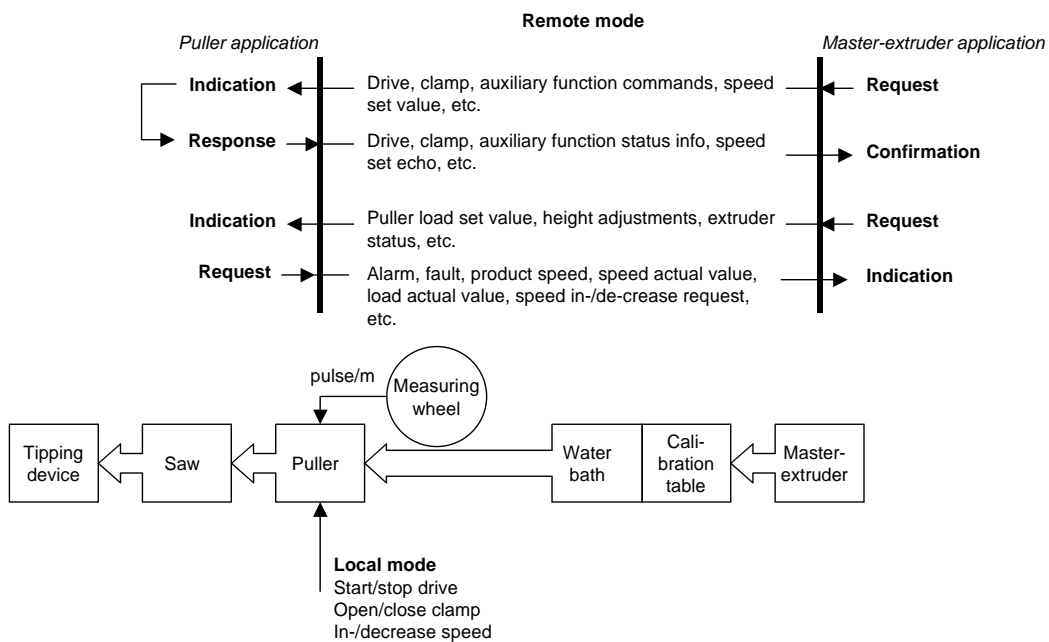 Remote mode
Puller application
Master-extruder application
Indication
Drive, clamp, auxiliary function commands, speed
set value, etc.
Request
Response
Drive, clamp, auxiliary function status info, speed
set echo, etc.
Confirmation
Indication
Puller load set value, height adjustments, extruder
status, etc.
Request
Request
Alarm, fault, product speed, speed actual value,
load actual value, speed in-/de-crease request,
etc.
Indication
pulse/m
Measuring
wheel
Tipping
device
Saw
Puller
Water
bath
Cali-
bration
table
Master-
extruder
Local mode
Start/stop drive
Open/close clamp
In-/decrease speed